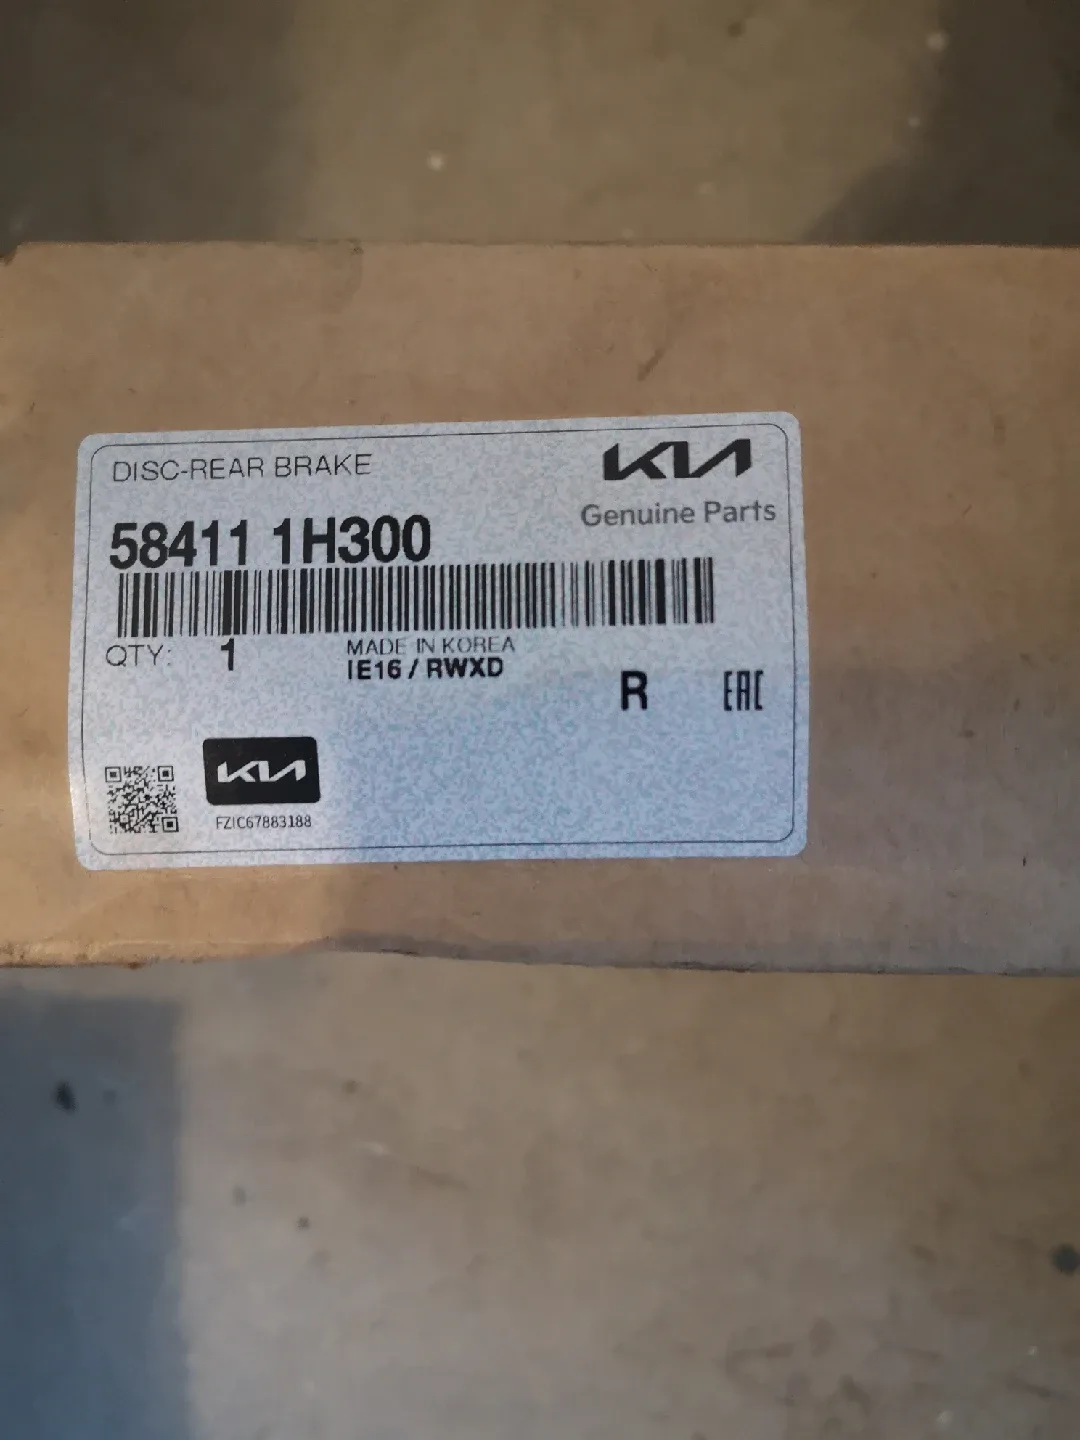 DISC-REAR BRAKE
KIA
Genuine Parts
58411 1H300
QTY: 1
MADE IN KOREA
IE16 / RWXD
R
EAC
KIA
FZIC67883188